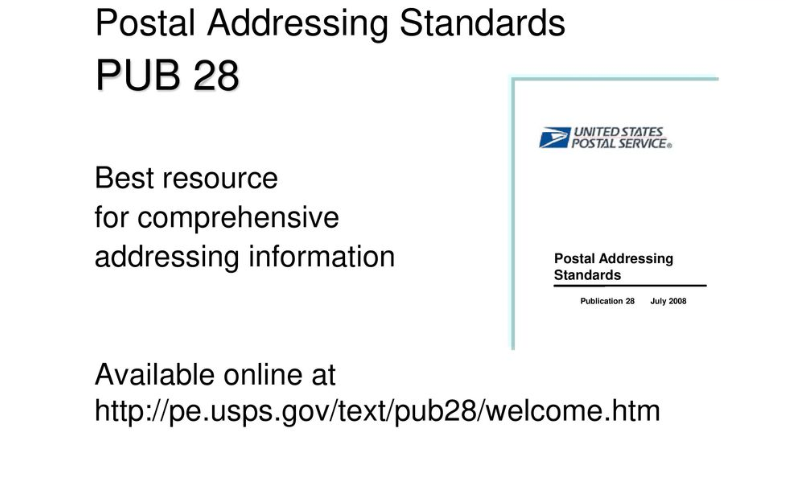 Postal Addressing Standards
PUB 28
Best resource
for comprehensive
addressing information
UNITED STATES
POSTAL SERVICE®
Postal Addressing
Standards
Publication 28 July 2008
Available online at
http://pe.usps.gov/text/pub28/welcome.htm